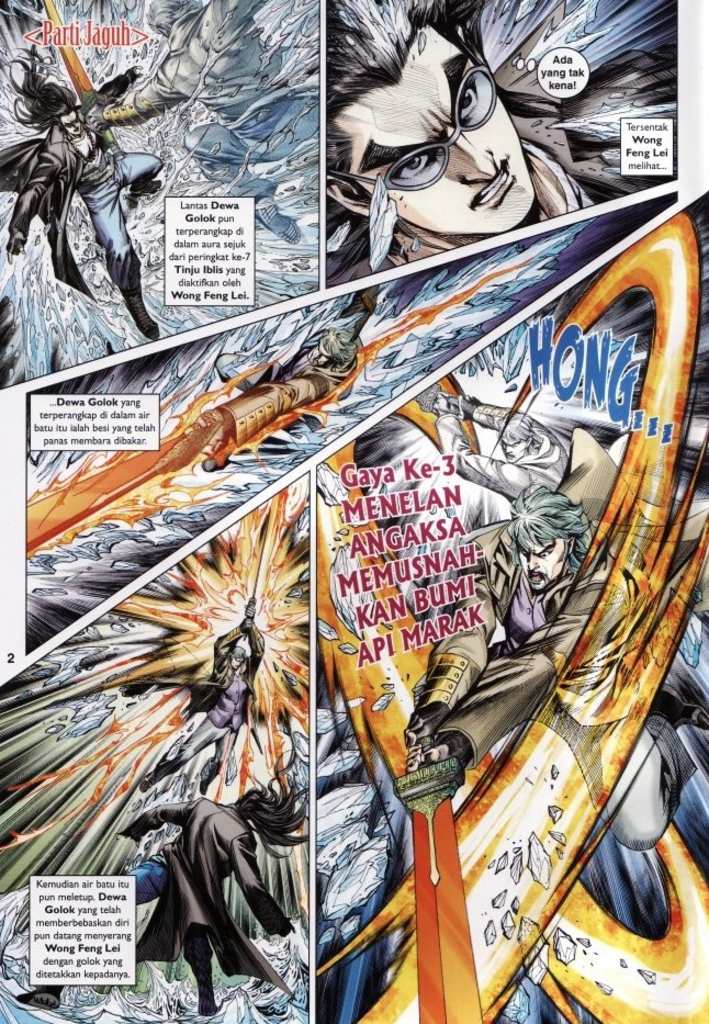 <Parti Jaguh>
Ada
yang tak
kena!
Tersentak
Wong
Feng Lei
melihat...
Lantas Dewa
Golok pun
terperangkap di
dalam aura sejuk
dari peringkat ke-7
Tinju Iblis yang
diaktifkan oleh
Wong Feng Lei.
...Dewa Golok yang
terperangkap di dalam air
batu itu ialah besi yang telah
panas membara dibakar.
HONG...
Gaya Ke-3
MENELAN
ANGAKSA
MEMUSNAH-
KAN BUMI
API MARAK
2
Kemudian air batu itu
pun meletup. Dewa
Golok yang telah
memberbebaskan diri
pun datang menyerang
Wong Feng Lei
dengan golok yang
ditetakkan kepadanya.